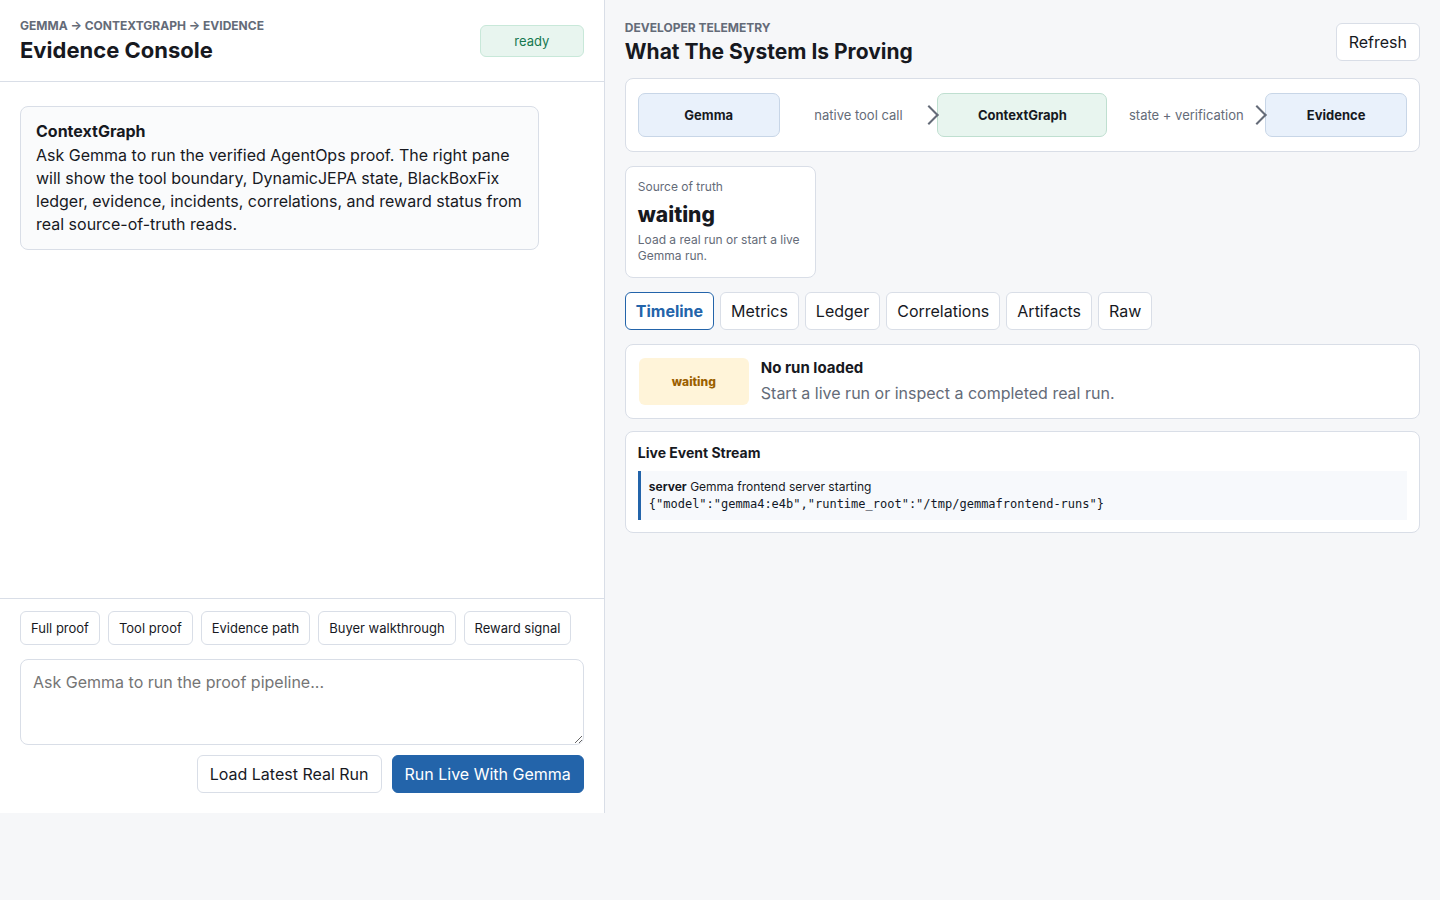 GEMMA → CONTEXTGRAPH → EVIDENCE
Evidence Console
ready
ContextGraph
Ask Gemma to run the verified AgentOps proof. The right pane
will show the tool boundary, DynamicJEPA state, BlackBoxFix
ledger, evidence, incidents, correlations, and reward status from
real source-of-truth reads.
Full proof
Tool proof
Evidence path
Buyer walkthrough
Reward signal
Ask Gemma to run the proof pipeline...
Load Latest Real Run
Run Live With Gemma
DEVELOPER TELEMETRY
What The System Is Proving
Refresh
Gemma
native tool call
ContextGraph
state + verification
Evidence
Source of truth
waiting
Load a real run or start a live
Gemma run.
Timeline
Metrics
Ledger
Correlations
Artifacts
Raw
waiting
No run loaded
Start a live run or inspect a completed real run.
Live Event Stream
server Gemma frontend server starting
{"model":"gemma4:e4b","runtime_root":"/tmp/gemmafrontend-runs"}